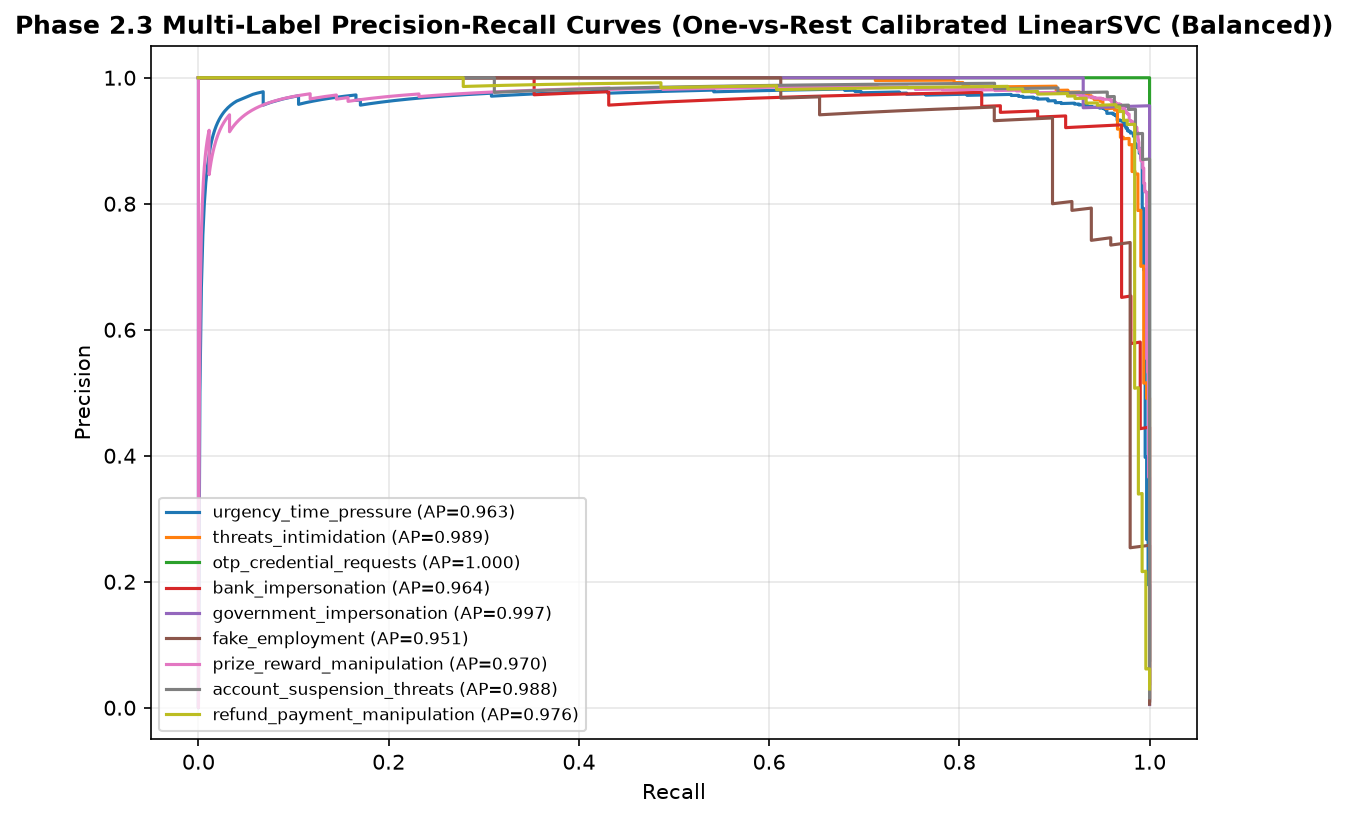 Phase 2.3 Multi-Label Precision-Recall Curves (One-vs-Rest Calibrated LinearSVC (Balanced))
1.0
0.8
0.6
0.4
0.2
0.0
Precision
urgency_time_pressure (AP=0.963)
threats_intimidation (AP=0.989)
otp_credential_requests (AP=1.000)
bank_impersonation (AP=0.964)
government_impersonation (AP=0.997)
fake_employment (AP=0.951)
prize_reward_manipulation (AP=0.970)
account_suspension_threats (AP=0.988)
refund_payment_manipulation (AP=0.976)
0.0 0.2 0.4 0.6 0.8 1.0
Recall